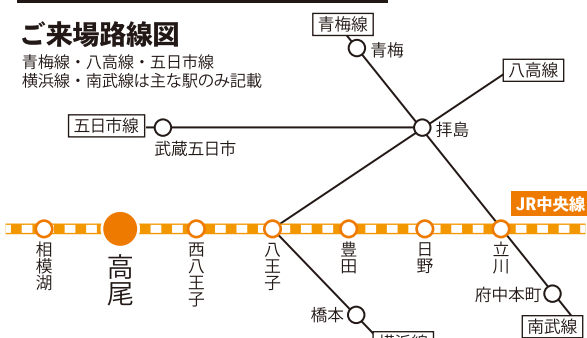 ご来場路線図
青梅線・八高線・五日市線
横浜線・南武線は主な駅のみ記載
青梅線
青梅
八高線
五日市線
武蔵五日市
拝島
JR中央線
相模湖
高尾
西八王子
八王子
豊田
日野
立川
府中本町
橋本
南武線
横浜線